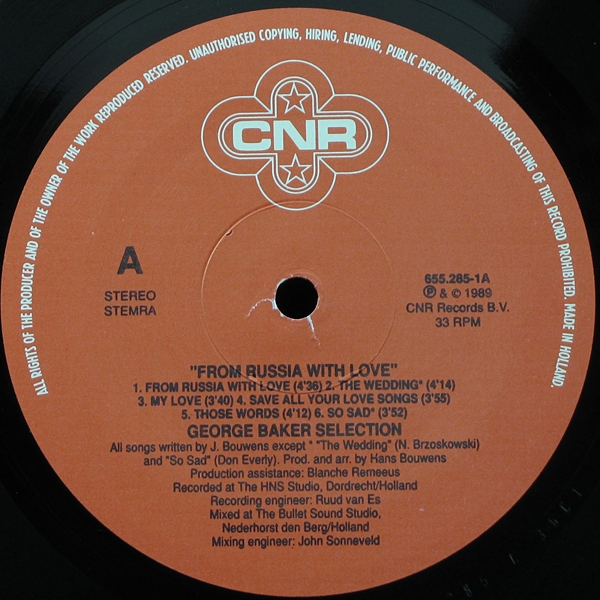 ALL RIGHTS OF THE PRODUCER AND OF THE OWNER OF THE WORK REPRODUCED RESERVED. UNAUTHORISED COPYING, HIRING, LENDING, PUBLIC PERFORMANCE AND BROADCASTING OF THIS RECORD PROHIBITED. MADE IN HOLLAND.
CNR
A
STEREO
STEMRA
655.285-1A
Ⓟ & © 1989
CNR Records B.V.
33 RPM
"FROM RUSSIA WITH LOVE"
1. FROM RUSSIA WITH LOVE (4'36) 2. THE WEDDING* (4'14)
3. MY LOVE (3'40) 4. SAVE ALL YOUR LOVE SONGS (3'55)
5. THOSE WORDS (4'12) 6. SO SAD* (3'52)
GEORGE BAKER SELECTION
All songs written by J. Bouwens except * "The Wedding" (N. Brzoskowski)
and "So Sad" (Don Everly). Prod. and arr. by Hans Bouwens
Production assistance: Blanche Remeeus
Recorded at The HNS Studio, Dordrecht/Holland
Recording engineer: Ruud van Es
Mixed at The Bullet Sound Studio,
Nederhorst den Berg/Holland
Mixing engineer: John Sonneveld